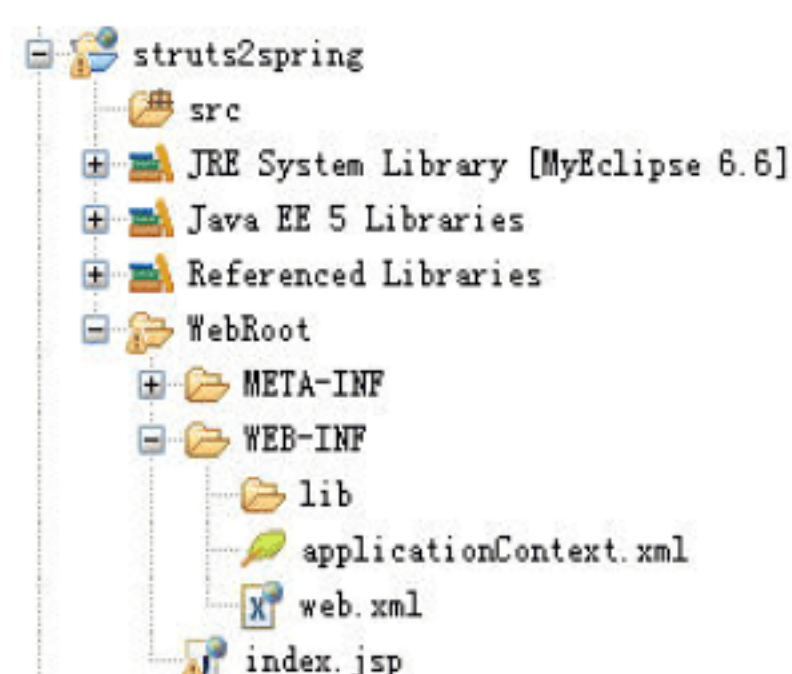 struts2spring
src
JRE System Library [MyEclipse 6.6]
Java EE 5 Libraries
Referenced Libraries
WebRoot
META-INF
WEB-INF
lib
applicationContext.xml
web.xml
index.jsp